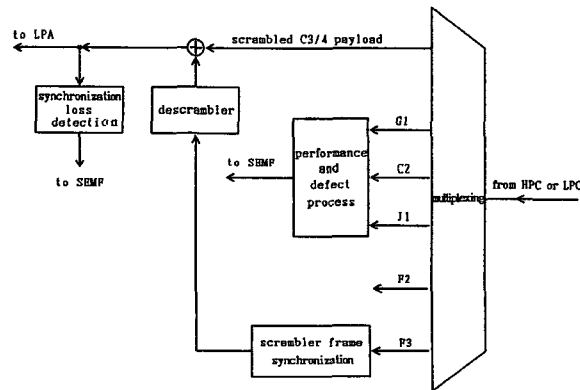 to LPA
scrambled C3/4 payload
synchronization
loss
detection
descrambler
to SEMF
to SEMF
performance
and
defect
process
G1
C2
J1
multiplexing
from HPC or LPC
F2
F3
scrambler frame
synchronization